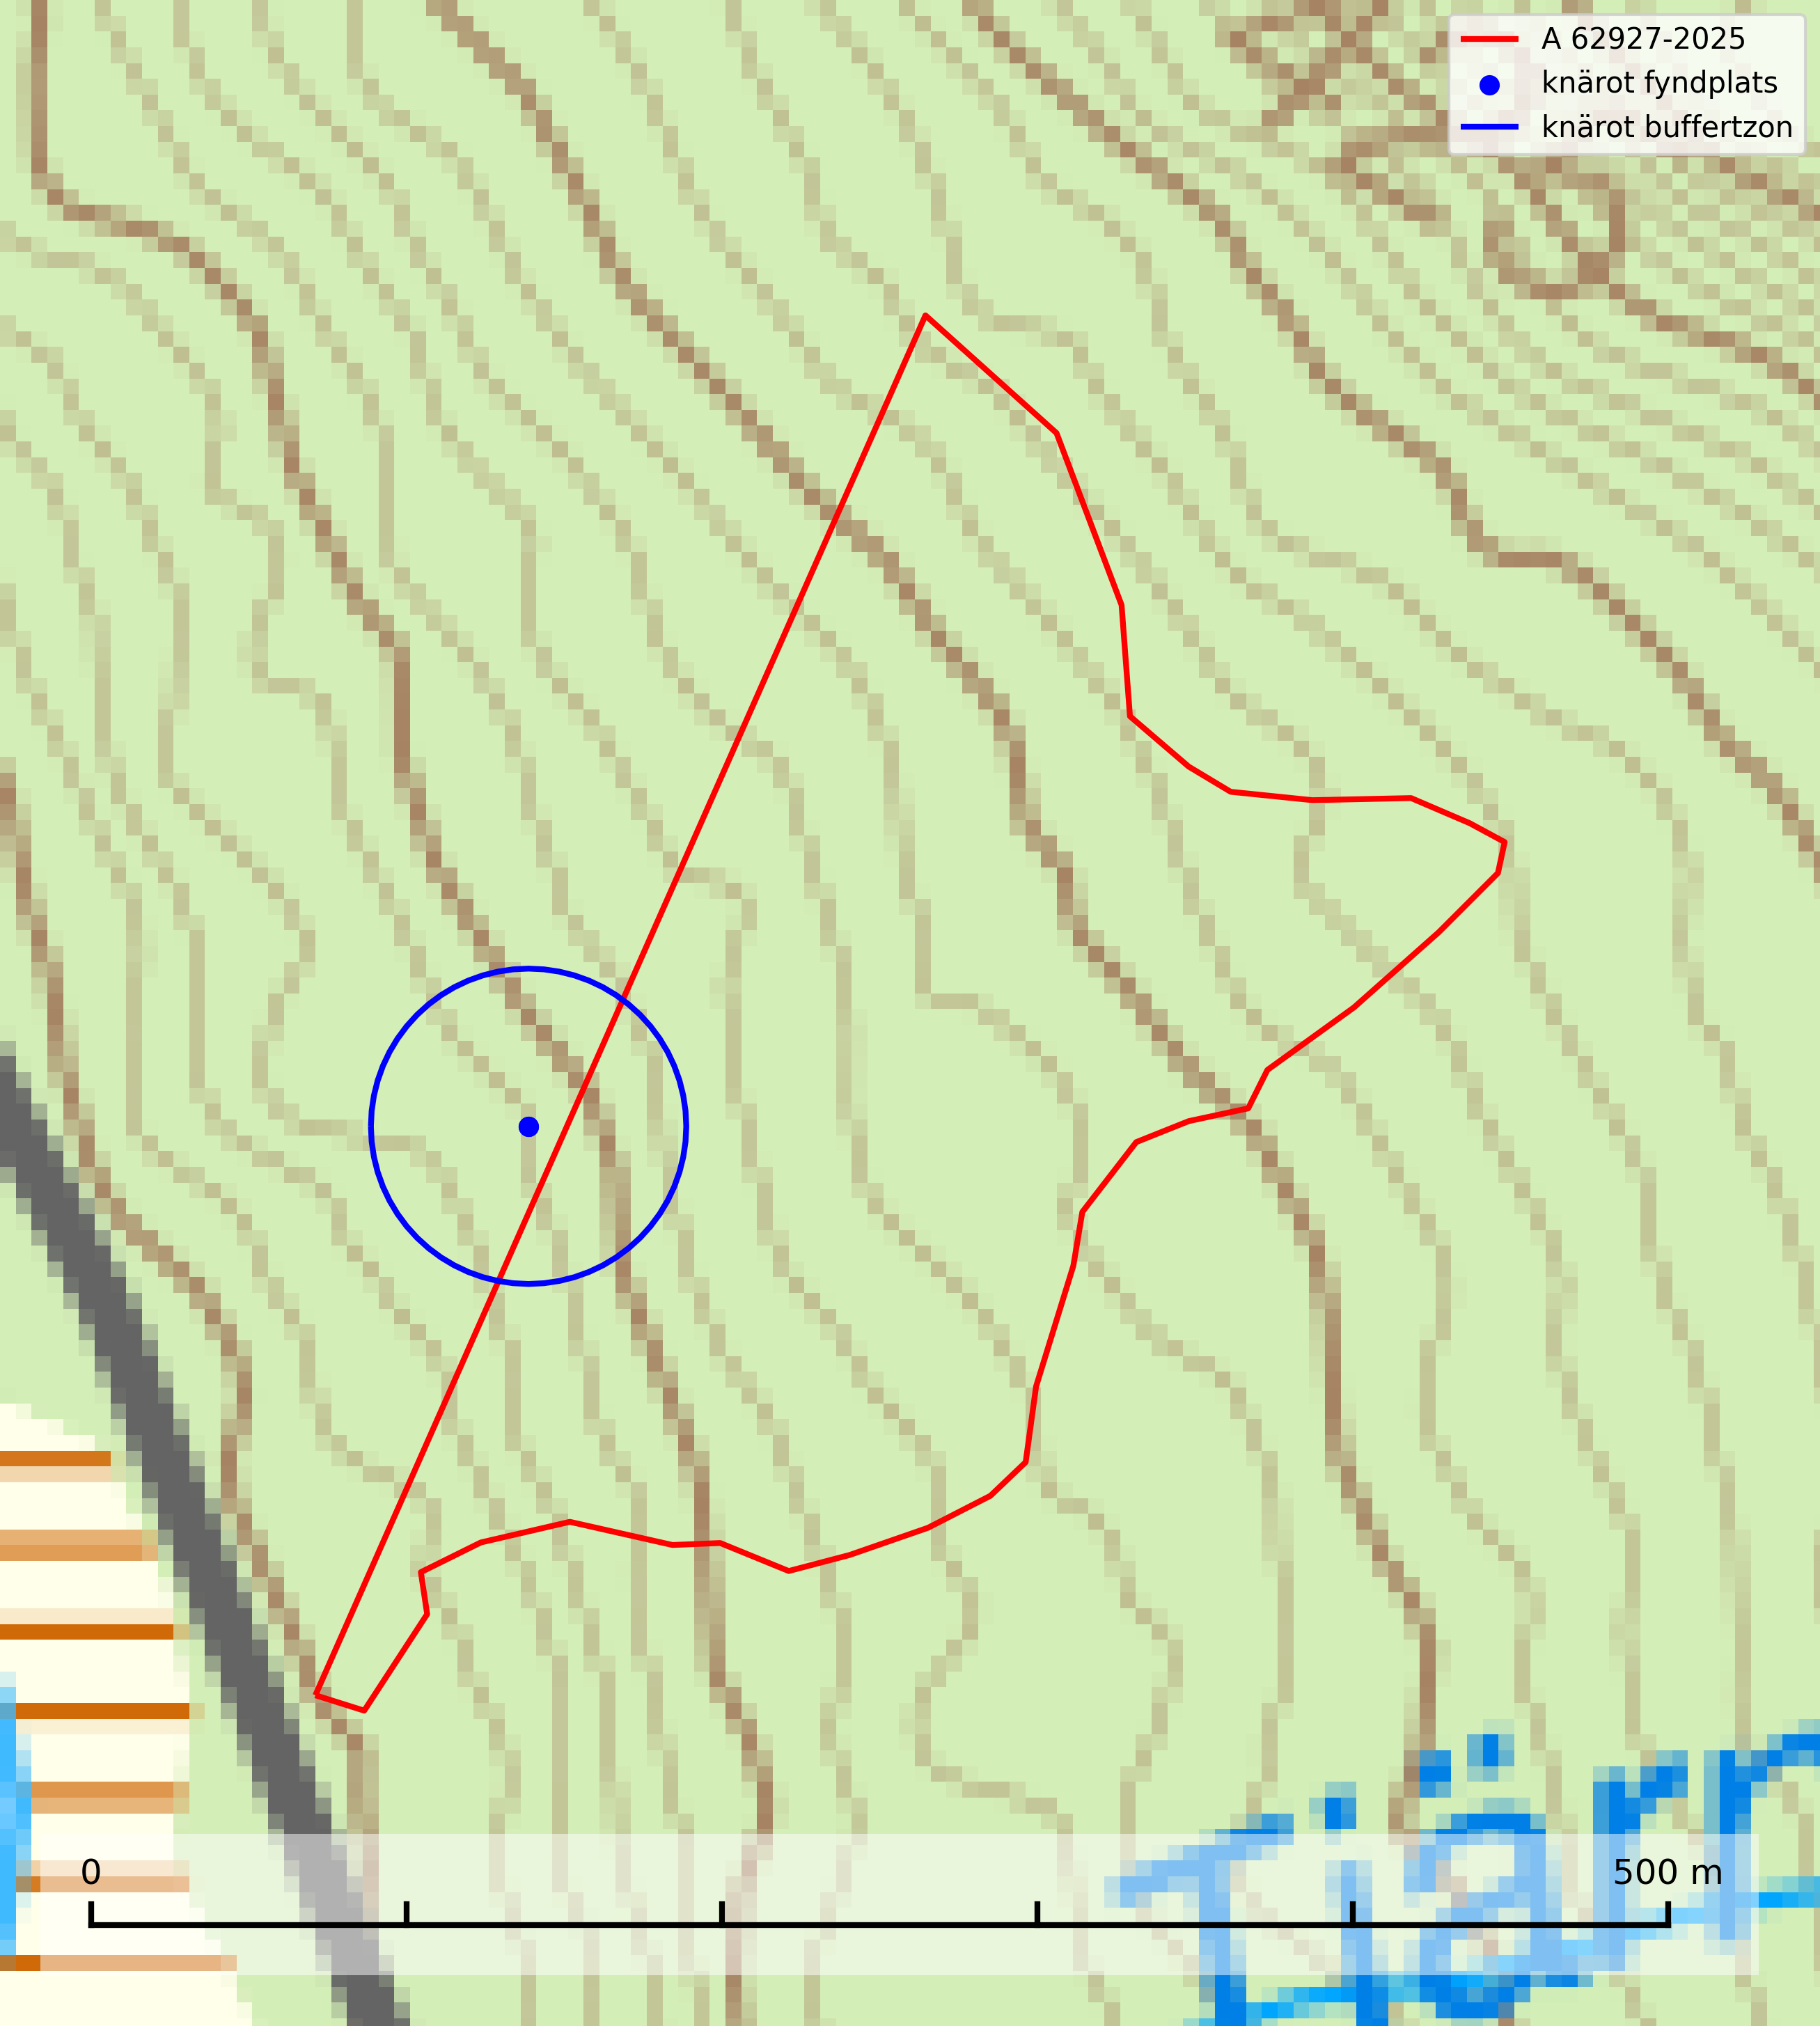 A 62927-2025
knärot fyndplats
knärot buffertzon
0
500 m